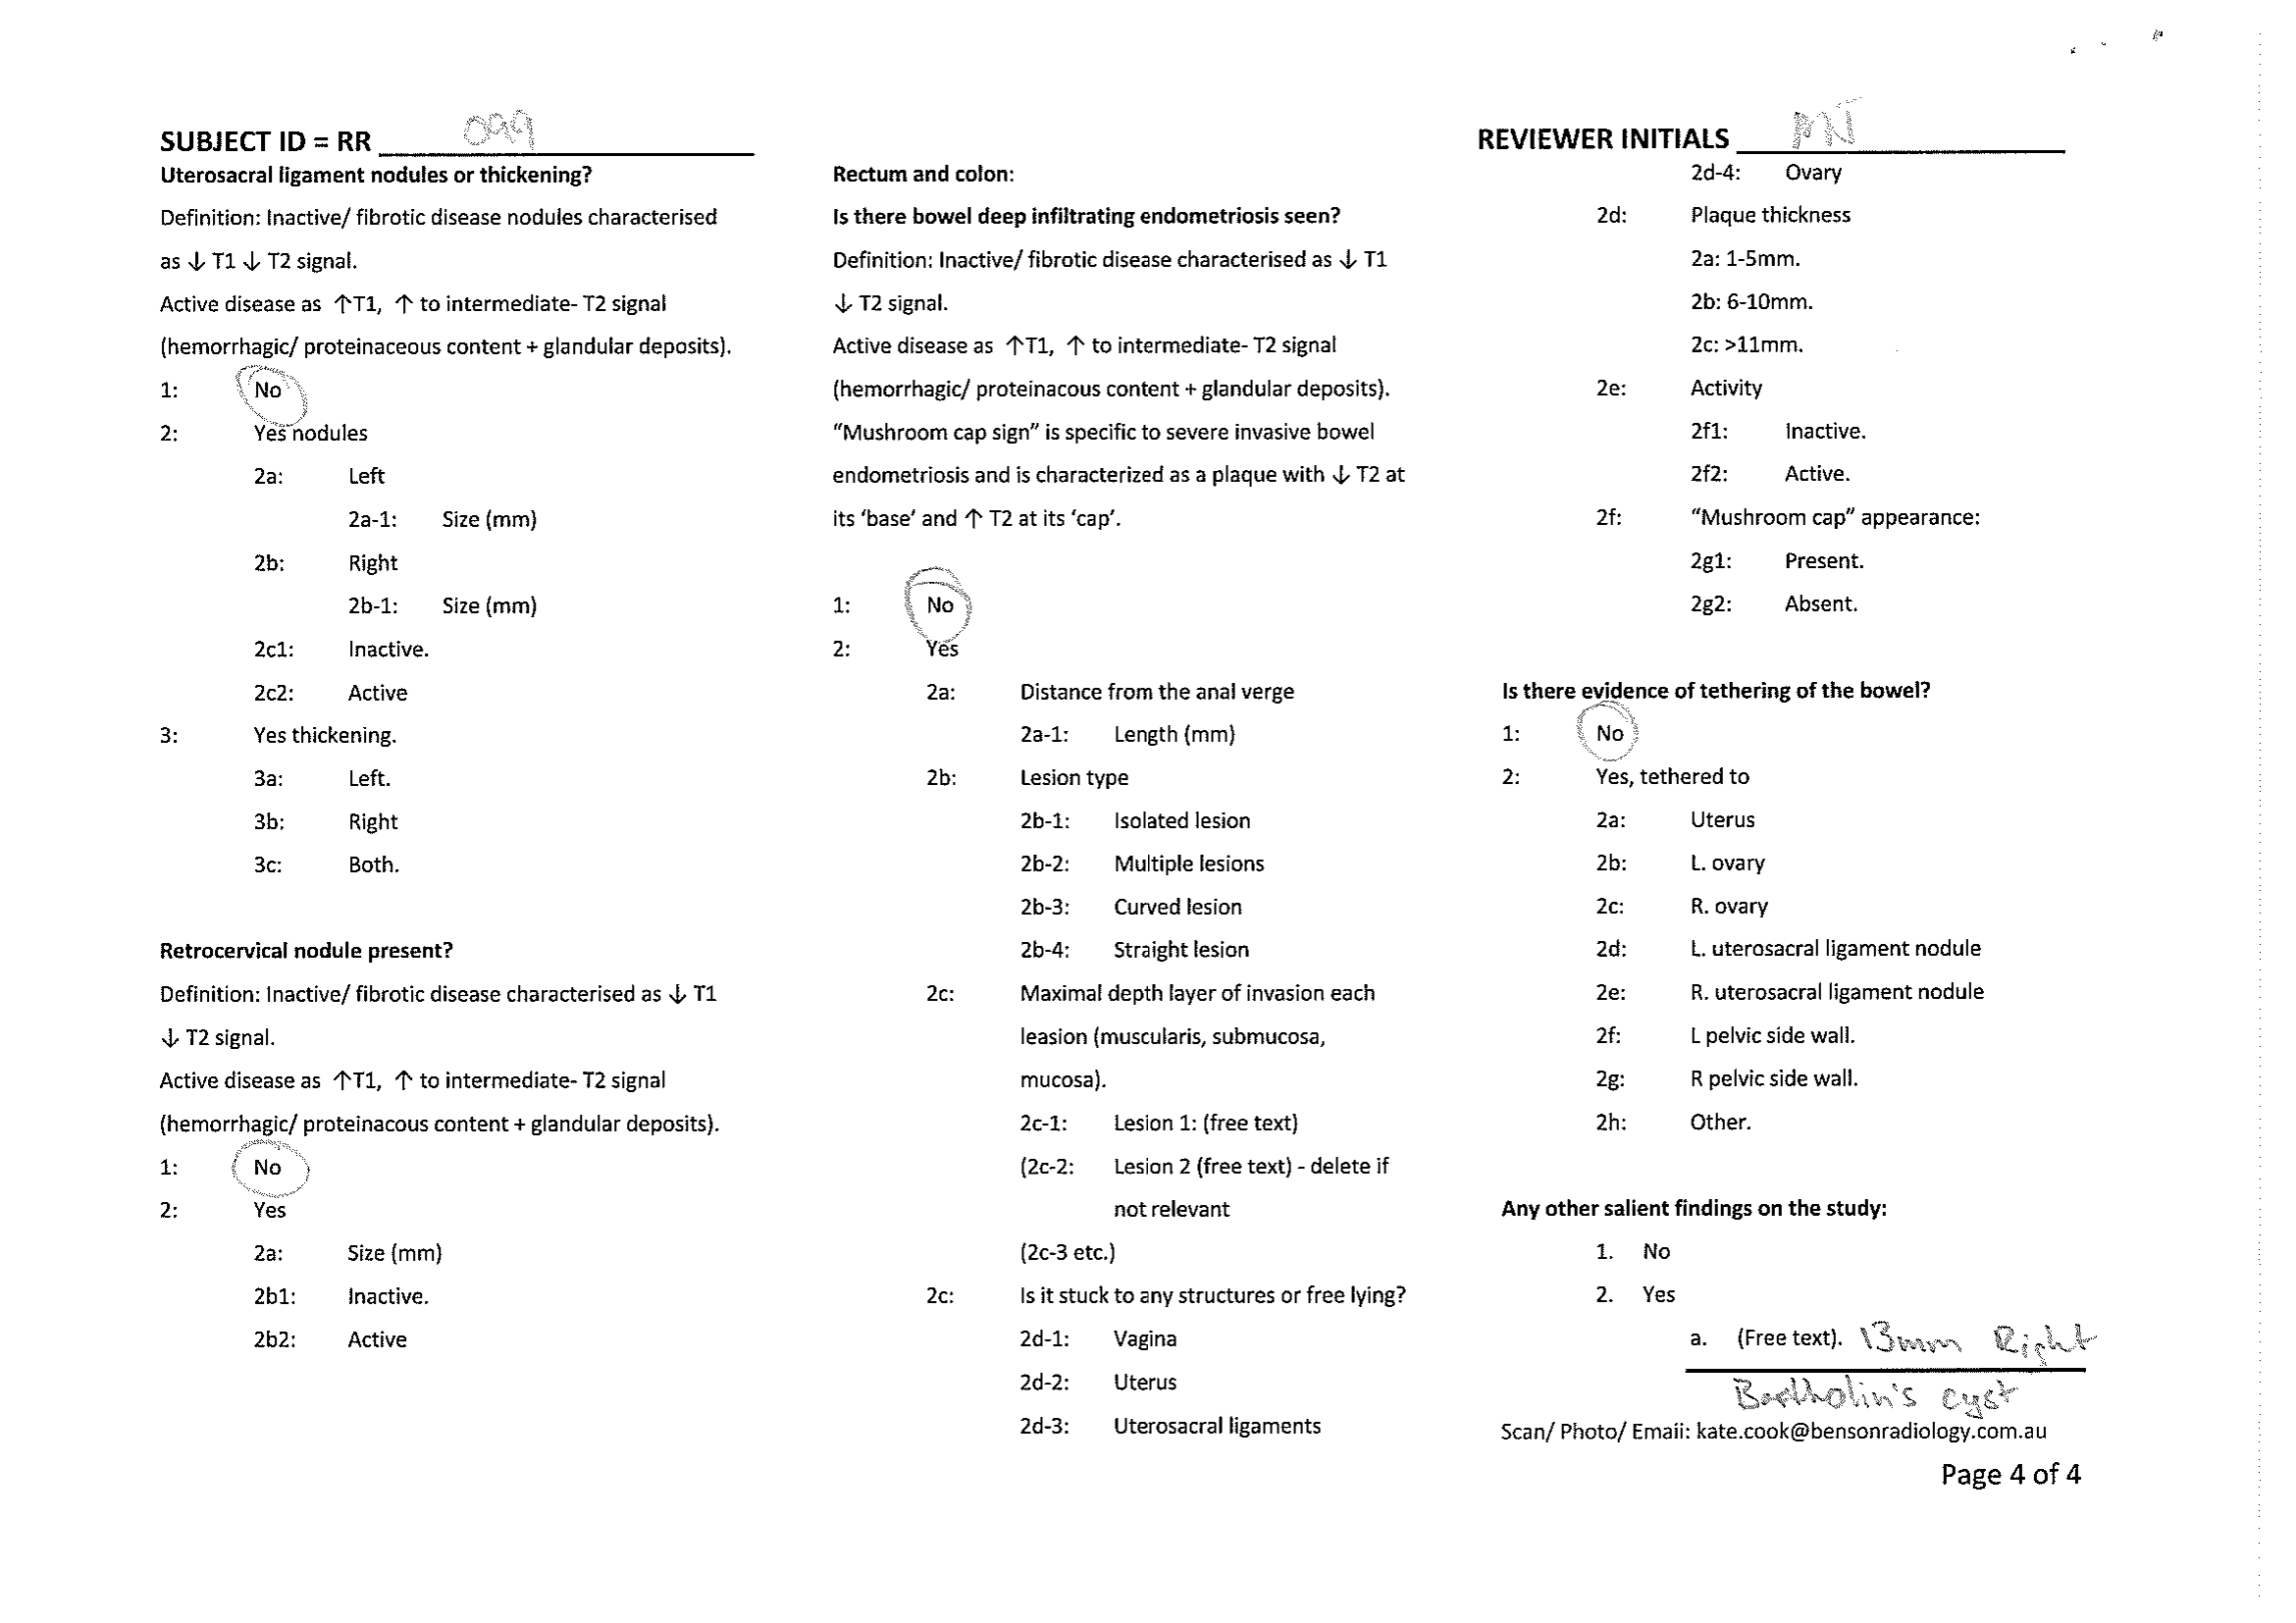 SUBJECT ID = RR 099
Uterosacral ligament nodules or thickening?
Definition: Inactive/ fibrotic disease nodules characterised
as ↓ T1 ↓ T2 signal.
Active disease as ↑T1, ↑ to intermediate- T2 signal
(hemorrhagic/ proteinaceous content + glandular deposits).
1: No
2: Yes nodules
2a: Left
2a-1: Size (mm)
2b: Right
2b-1: Size (mm)
2c1: Inactive.
2c2: Active
3: Yes thickening.
3a: Left.
3b: Right
3c: Both.
Retrocervical nodule present?
Definition: Inactive/ fibrotic disease characterised as ↓ T1
↓ T2 signal.
Active disease as ↑T1, ↑ to intermediate- T2 signal
(hemorrhagic/ proteinacous content + glandular deposits).
1: No
2: Yes
2a: Size (mm)
2b1: Inactive.
2b2: Active
Rectum and colon:
Is there bowel deep infiltrating endometriosis seen?
Definition: Inactive/ fibrotic disease characterised as ↓ T1
↓ T2 signal.
Active disease as ↑T1, ↑ to intermediate- T2 signal
(hemorrhagic/ proteinacous content + glandular deposits).
“Mushroom cap sign” is specific to severe invasive bowel
endometriosis and is characterized as a plaque with ↓ T2 at
its ‘base’ and ↑ T2 at its ‘cap’.
1: No
2: Yes
2a: Distance from the anal verge
2a-1: Length (mm)
2b: Lesion type
2b-1: Isolated lesion
2b-2: Multiple lesions
2b-3: Curved lesion
2b-4: Straight lesion
2c: Maximal depth layer of invasion each
leasion (muscularis, submucosa,
mucosa).
2c-1: Lesion 1: (free text)
(2c-2: Lesion 2 (free text) - delete if
not relevant
(2c-3 etc.)
2c: Is it stuck to any structures or free lying?
2d-1: Vagina
2d-2: Uterus
2d-3: Uterosacral ligaments
REVIEWER INITIALS
2d-4: Ovary
2d: Plaque thickness
2a: 1-5mm.
2b: 6-10mm.
2c: >11mm.
2e: Activity
2f1: Inactive.
2f2: Active.
2f: “Mushroom cap” appearance:
2g1: Present.
2g2: Absent.
Is there evidence of tethering of the bowel?
1: No
2: Yes, tethered to
2a: Uterus
2b: L. ovary
2c: R. ovary
2d: L. uterosacral ligament nodule
2e: R. uterosacral ligament nodule
2f: L pelvic side wall.
2g: R pelvic side wall.
2h: Other.
Any other salient findings on the study:
1. No
2. Yes
a. (Free text). 13mm Right
Bartholin's cyst
Scan/ Photo/ Email: kate.cook@bensonradiology.com.au
Page 4 of 4